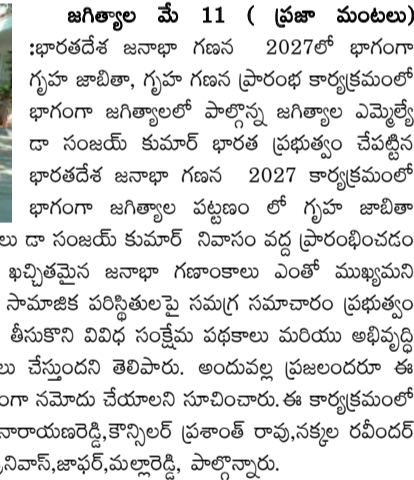 జగిత్యాల మే 11 ( ప్రజా మంటలు)
:భారతదేశ జనాభా గణన 2027లో భాగంగా
గృహ జాబితా, గృహ గణన ప్రారంభ కార్యక్రమంలో
భాగంగా జగిత్యాలలో పాల్గొన్న జగిత్యాల ఎమ్మెల్యే
డా సంజయ్ కుమార్ భారత ప్రభుత్వం చేపట్టిన
భారతదేశ జనాభా గణన 2027 కార్యక్రమంలో
భాగంగా జగిత్యాల పట్టణం లో గృహ జాబితా
లు డా సంజయ్ కుమార్ నివాసం వద్ద ప్రారంభించడం
ఖచ్చితమైన జనాభా గణాంకాలు ఎంతో ముఖ్యమని
సామాజిక పరిస్థితులపై సమగ్ర సమాచారం ప్రభుత్వం
తీసుకొని వివిధ సంక్షేమ పథకాలు మరియు అభివృద్ధి
లు చేస్తుందని తెలిపారు. అందువల్ల ప్రజలందరూ ఈ
ంగా నమోదు చేయాలని సూచించారు.ఈ కార్యక్రమంలో
నారాయణరెడ్డి,కౌన్సిలర్ ప్రశాంత్ రావు,నక్కల రవీందర్
నివాస్,జాఫర్,మల్లారెడ్డి, పాల్గొన్నారు.